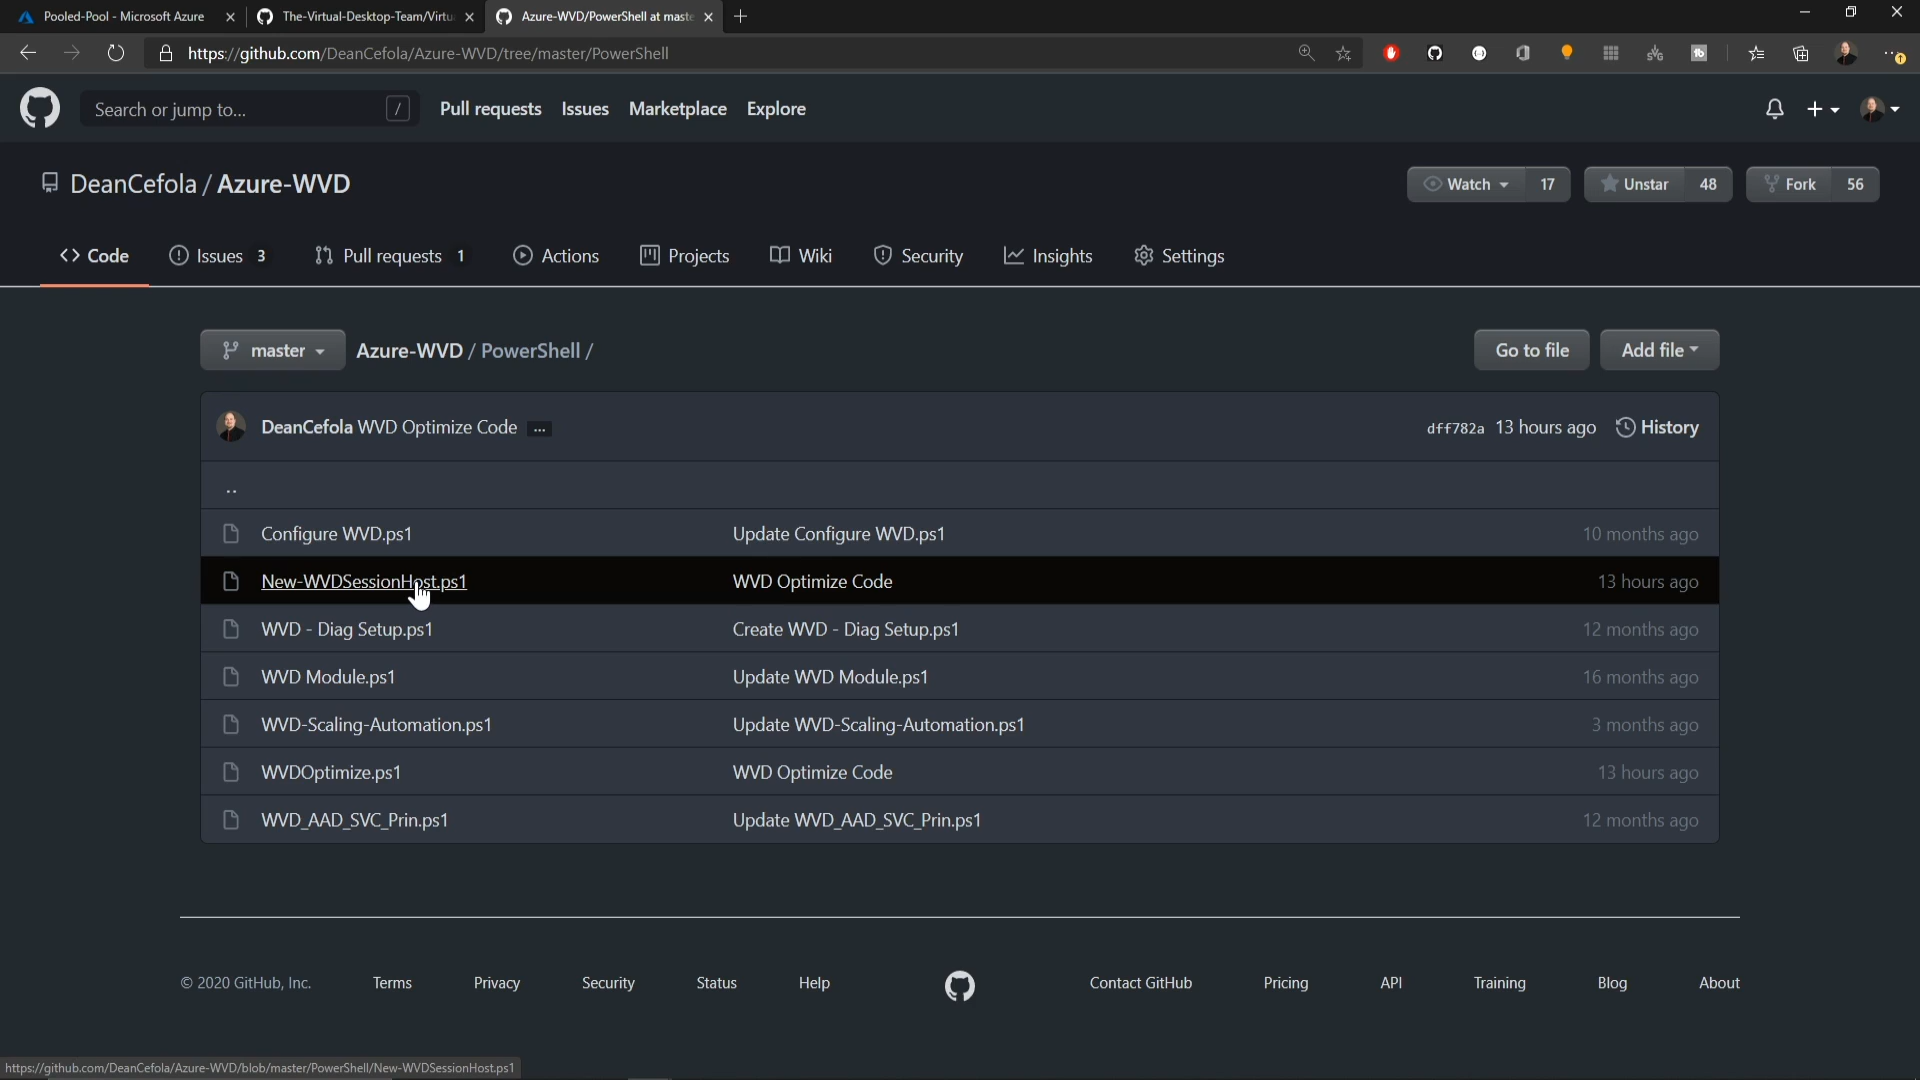 Pooled-Pool - Microsoft Azure
The-Virtual-Desktop-Team/Virtu
Azure-WVD/PowerShell at mast
https://github.com/DeanCefola/Azure-WVD/tree/master/PowerShell
Search or jump to... /
Pull requests Issues Marketplace Explore
DeanCefola / Azure-WVD
Watch 17 Unstar 48 Fork 56
Code Issues 3 Pull requests 1 Actions Projects Wiki Security Insights Settings
master Azure-WVD / PowerShell / Go to file Add file
DeanCefola WVD Optimize Code ... dff782a 13 hours ago History
..
Configure WVD.ps1 Update Configure WVD.ps1 10 months ago
New-WVDSessionHost.ps1 WVD Optimize Code 13 hours ago
WVD - Diag Setup.ps1 Create WVD - Diag Setup.ps1 12 months ago
WVD Module.ps1 Update WVD Module.ps1 16 months ago
WVD-Scaling-Automation.ps1 Update WVD-Scaling-Automation.ps1 3 months ago
WVDOptimize.ps1 WVD Optimize Code 13 hours ago
WVD_AAD_SVC_Prin.ps1 Update WVD_AAD_SVC_Prin.ps1 12 months ago
© 2020 GitHub, Inc. Terms Privacy Security Status Help Contact GitHub Pricing API Training Blog About
https://github.com/DeanCefola/Azure-WVD/blob/master/PowerShell/New-WVDSessionHost.ps1